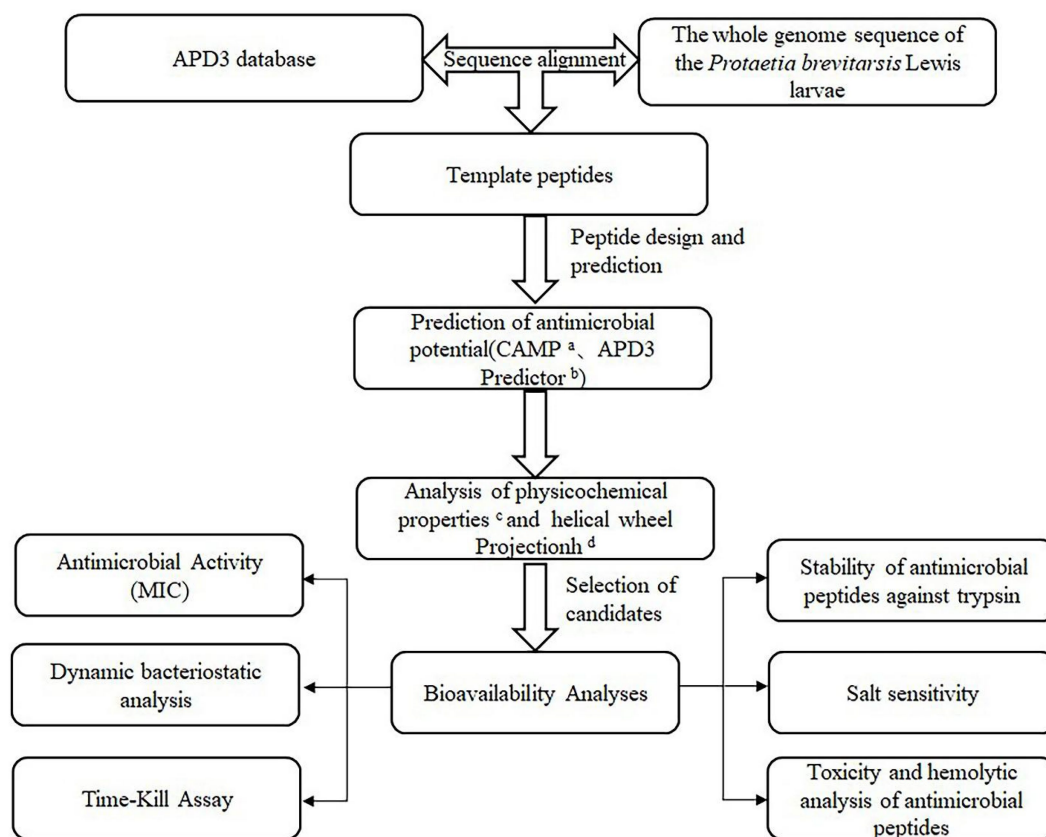 APD3 database
Sequence alignment
The whole genome sequence of
the Protaetia brevitarsis Lewis
larvae
Template peptides
Peptide design and
prediction
Prediction of antimicrobial
potential(CAMP ᵃ、APD3
Predictor ᵇ)
Analysis of physicochemical
properties ᶜ and helical wheel
Projectionh ᵈ
Selection of
candidates
Antimicrobial Activity
(MIC)
Dynamic bacteriostatic
analysis
Time-Kill Assay
Bioavailability Analyses
Stability of antimicrobial
peptides against trypsin
Salt sensitivity
Toxicity and hemolytic
analysis of antimicrobial
peptides